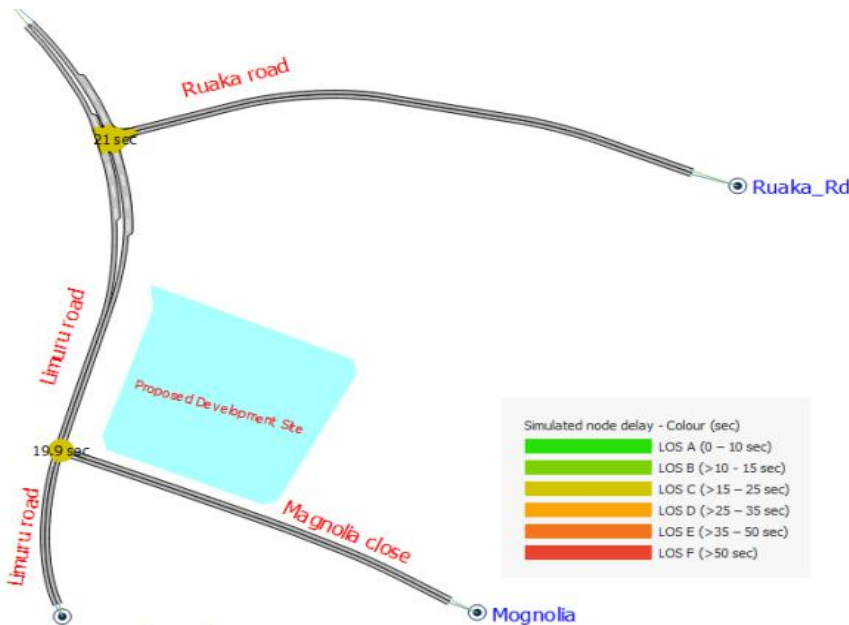 Ruaka road
21 sec
Ruaka_Rd
Limuru road
Proposed Development Site
Simulated node delay - Colour (sec)
LOS A (0 – 10 sec)
LOS B (>10 - 15 sec)
LOS C (>15 – 25 sec)
LOS D (>25 – 35 sec)
LOS E (>35 – 50 sec)
LOS F (>50 sec)
19.9 sec
Limuru road
Magnolia close
Mognolia